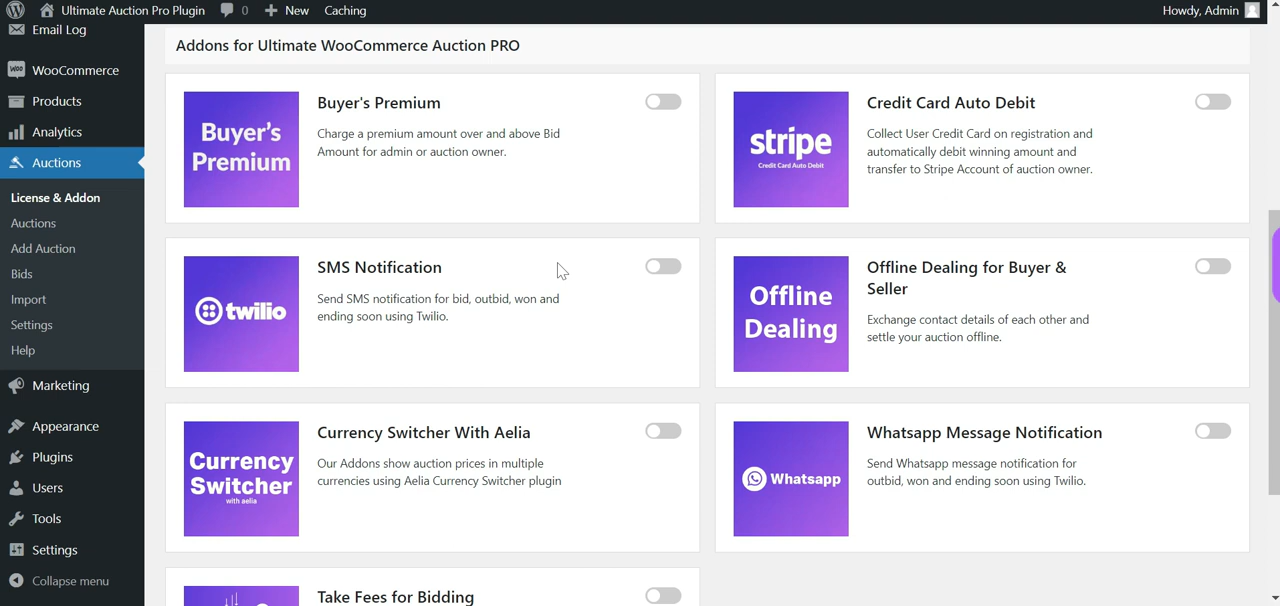 Ultimate Auction Pro Plugin
0
New
Caching
Howdy, Admin
Email Log
WooCommerce
Products
Analytics
Auctions
License & Addon
Auctions
Add Auction
Bids
Import
Settings
Help
Marketing
Appearance
Plugins
Users
Tools
Settings
Collapse menu
Addons for Ultimate WooCommerce Auction PRO
Buyer's
Premium
Buyer's Premium
Charge a premium amount over and above Bid
Amount for admin or auction owner.
stripe
Credit Card Auto Debit
Credit Card Auto Debit
Collect User Credit Card on registration and
automatically debit winning amount and
transfer to Stripe Account of auction owner.
twilio
SMS Notification
Send SMS notification for bid, outbid, won and
ending soon using Twilio.
Offline
Dealing
Offline Dealing for Buyer &
Seller
Exchange contact details of each other and
settle your auction offline.
Currency
Switcher
with aelia
Currency Switcher With Aelia
Our Addons show auction prices in multiple
currencies using Aelia Currency Switcher plugin
Whatsapp
Whatsapp Message Notification
Send Whatsapp message notification for
outbid, won and ending soon using Twilio.
Take Fees for Bidding